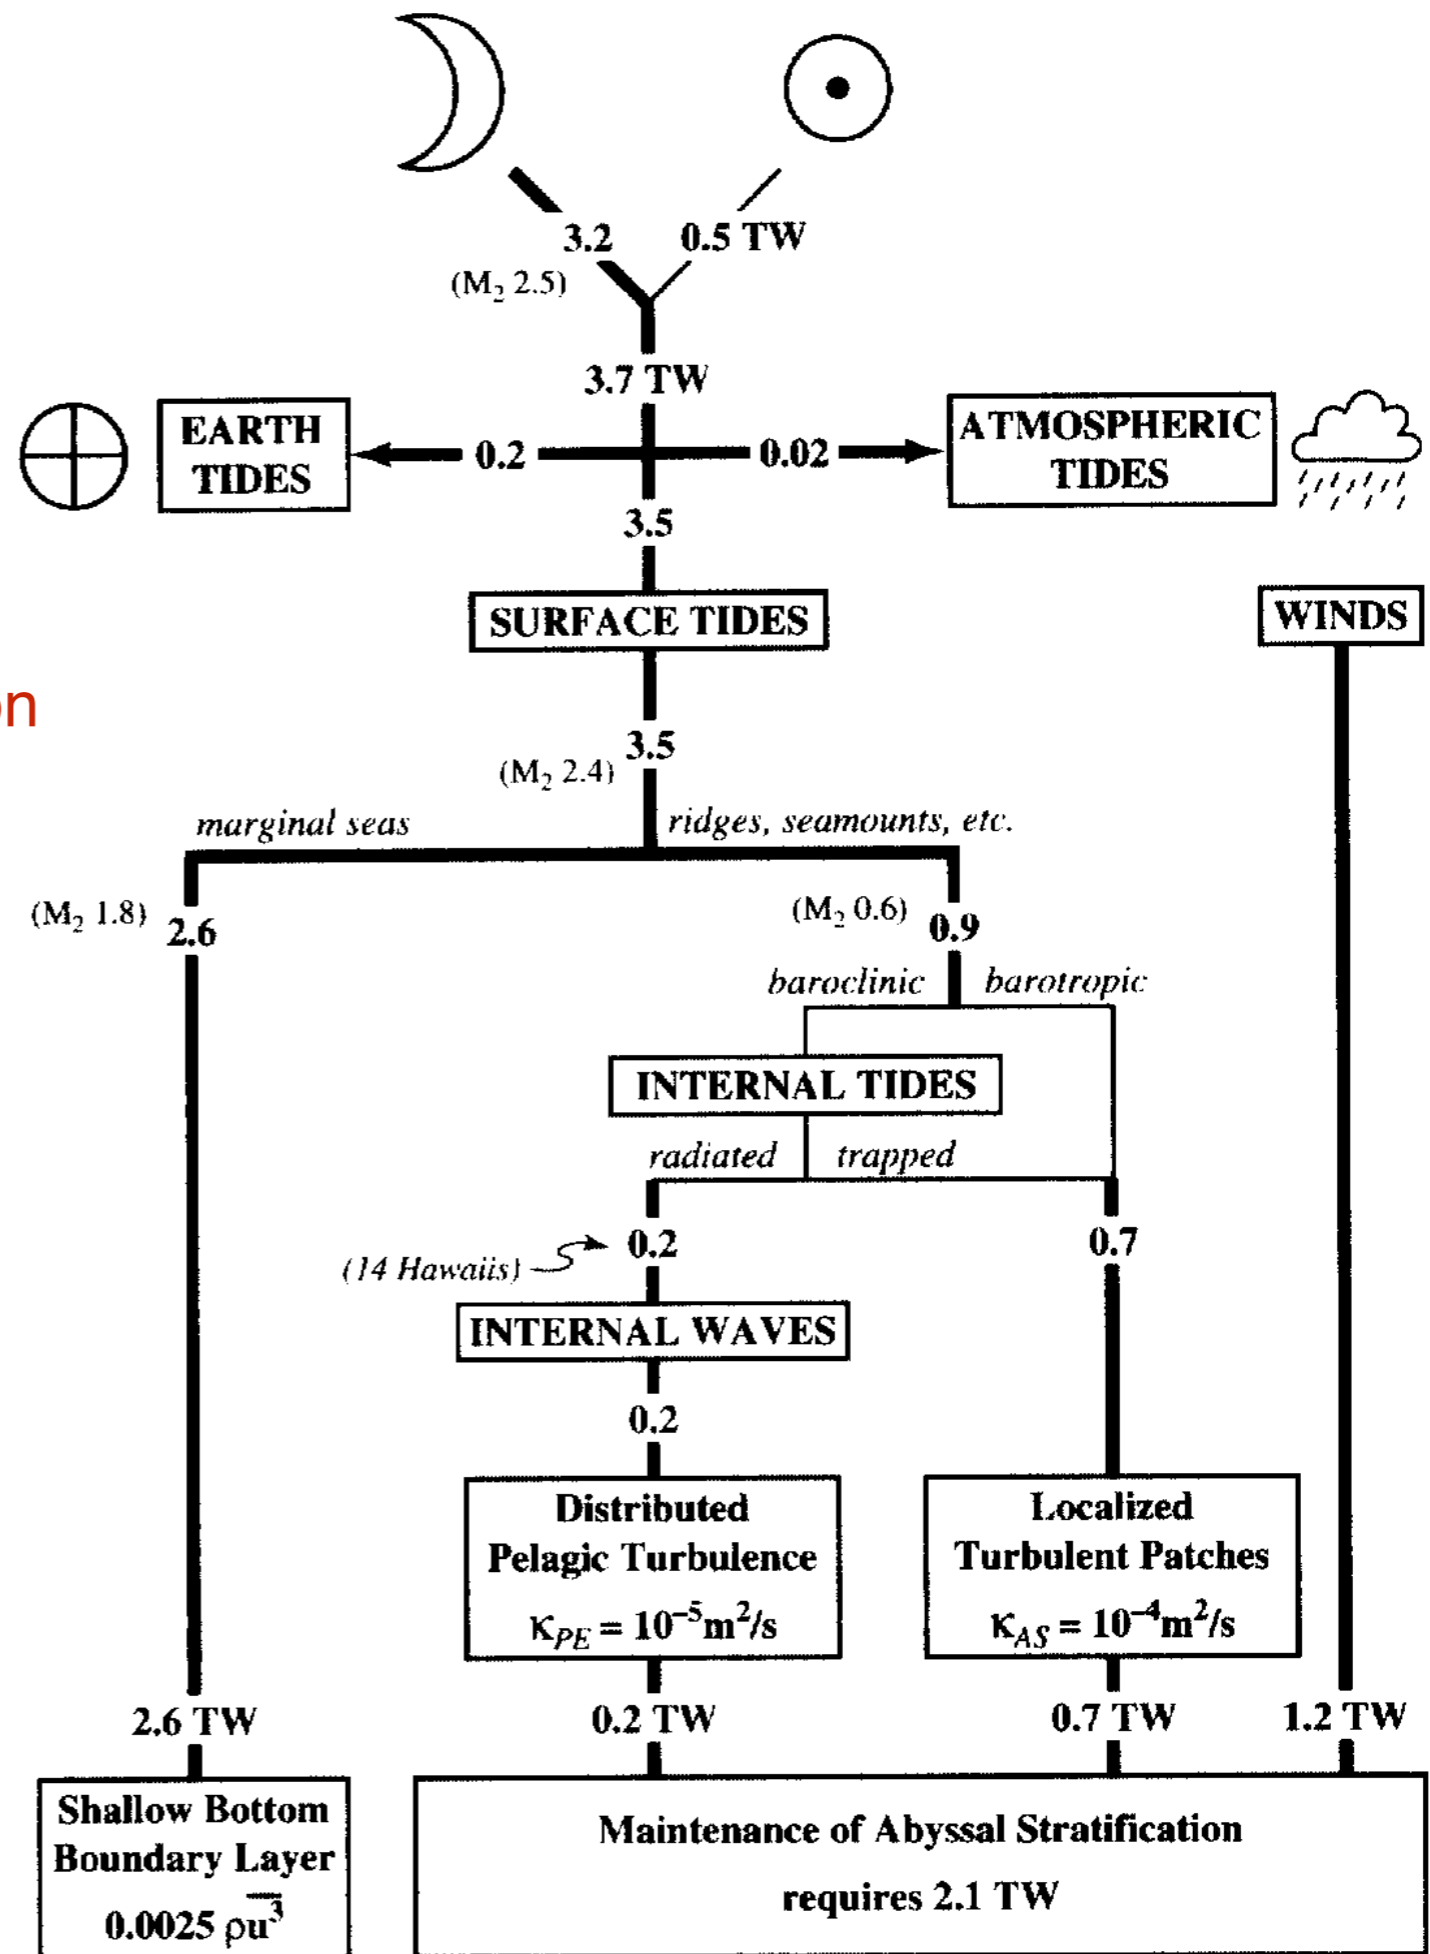 3.2 0.5 TW
(M₂ 2.5)
3.7 TW
EARTH
TIDES
0.2
0.02
ATMOSPHERIC
TIDES
3.5
SURFACE TIDES
WINDS
3.5
(M₂ 2.4)
marginal seas
ridges, seamounts, etc.
(M₂ 1.8) 2.6
(M₂ 0.6) 0.9
baroclinic barotropic
INTERNAL TIDES
radiated trapped
(14 Hawaiis) 0.2
0.7
INTERNAL WAVES
0.2
Distributed
Pelagic Turbulence
κ_PE = 10⁻⁵m²/s
Localized
Turbulent Patches
κ_AS = 10⁻⁴m²/s
2.6 TW
0.2 TW
0.7 TW
1.2 TW
Shallow Bottom
Boundary Layer
0.0025 ρu̅³
Maintenance of Abyssal Stratification
requires 2.1 TW